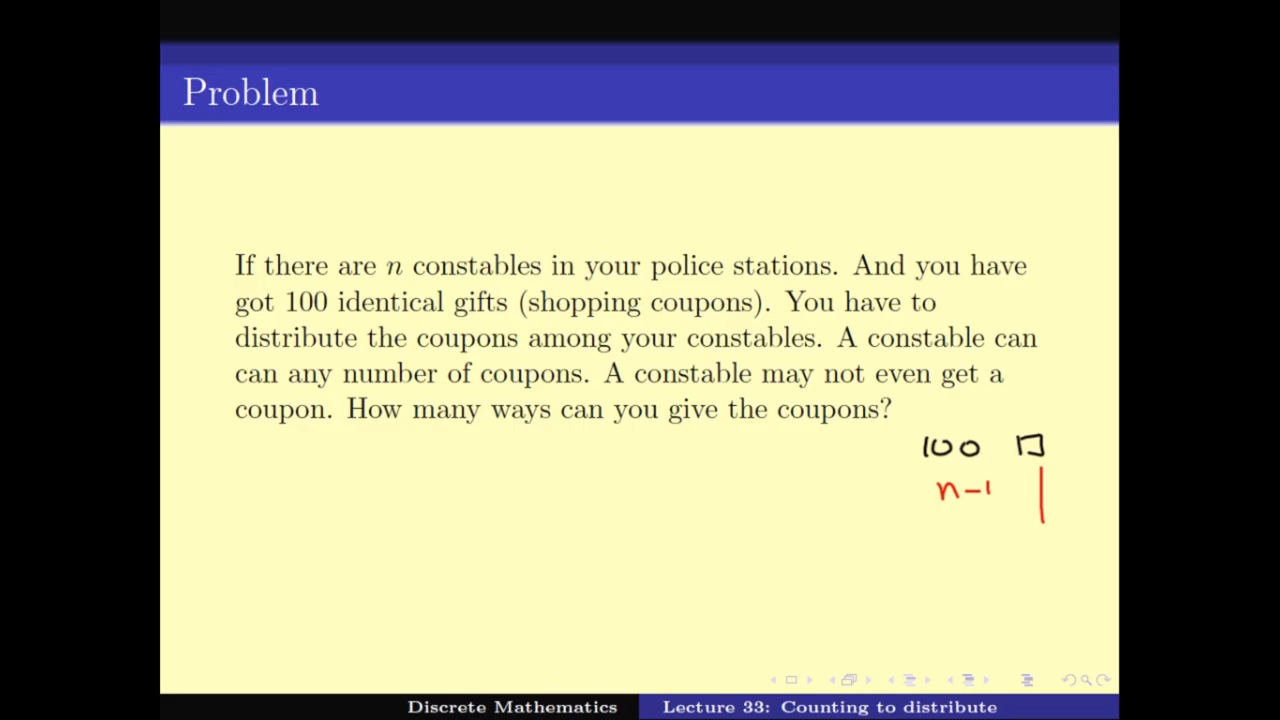 Problem
If there are n constables in your police stations. And you have
got 100 identical gifts (shopping coupons). You have to
distribute the coupons among your constables. A constable can
can any number of coupons. A constable may not even get a
coupon. How many ways can you give the coupons?
100
n-1
Discrete Mathematics
Lecture 33: Counting to distribute